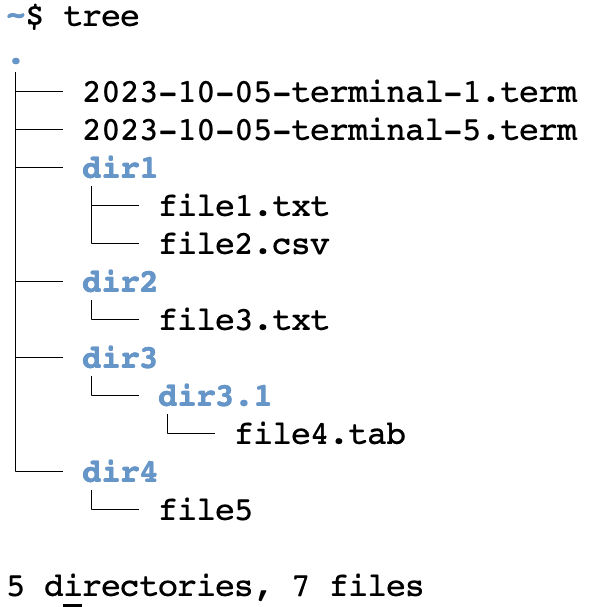 ~$ tree
.
├── 2023-10-05-terminal-1.term
├── 2023-10-05-terminal-5.term
├── dir1
│   ├── file1.txt
│   └── file2.csv
├── dir2
│   └── file3.txt
├── dir3
│   └── dir3.1
│       └── file4.tab
└── dir4
    └── file5

5 directories, 7 files